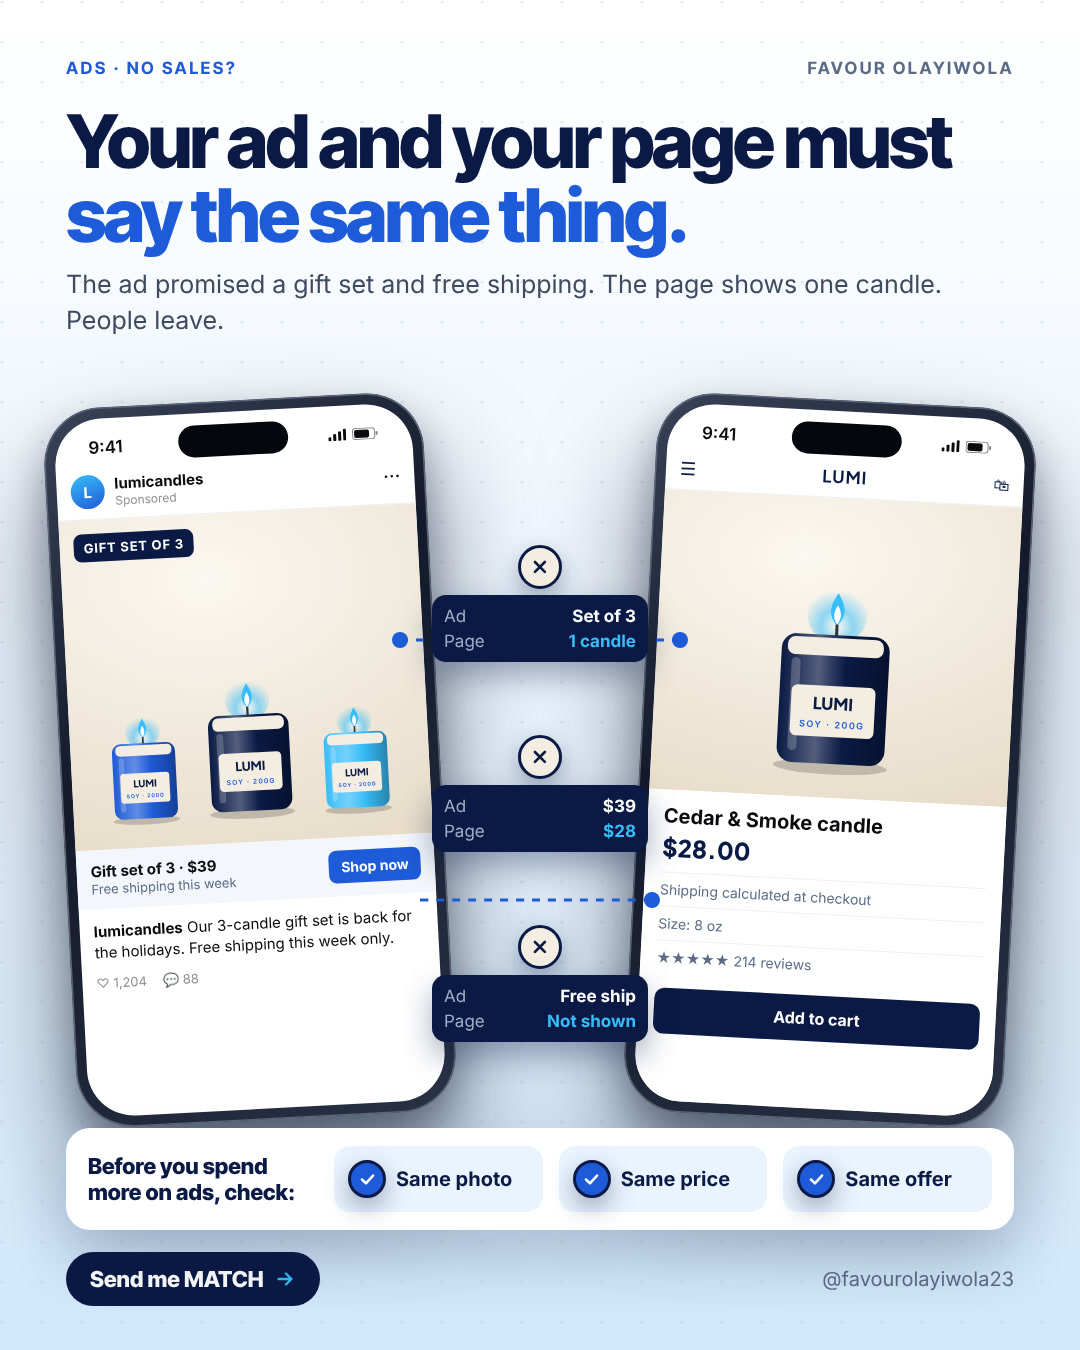 ADS · NO SALES?
FAVOUR OLAYIWOLA
Your ad and your page must
say the same thing.
The ad promised a gift set and free shipping. The page shows one candle.
People leave.
9:41
L
lumicandles
Sponsored
GIFT SET OF 3
LUMI
SOY · 200G
LUMI
SOY · 200G
LUMI
SOY · 200G
Gift set of 3 · $39
Free shipping this week
Shop now
lumicandles Our 3-candle gift set is back for
the holidays. Free shipping this week only.
♡ 1,204 💬 88
Ad Set of 3
Page 1 candle
Ad $39
Page $28
Ad Free ship
Page Not shown
9:41
LUMI
LUMI
SOY · 200G
Cedar & Smoke candle
$28.00
Shipping calculated at checkout
Size: 8 oz
★★★★★ 214 reviews
Add to cart
Before you spend
more on ads, check:
Same photo
Same price
Same offer
Send me MATCH →
@favourolayiwola23